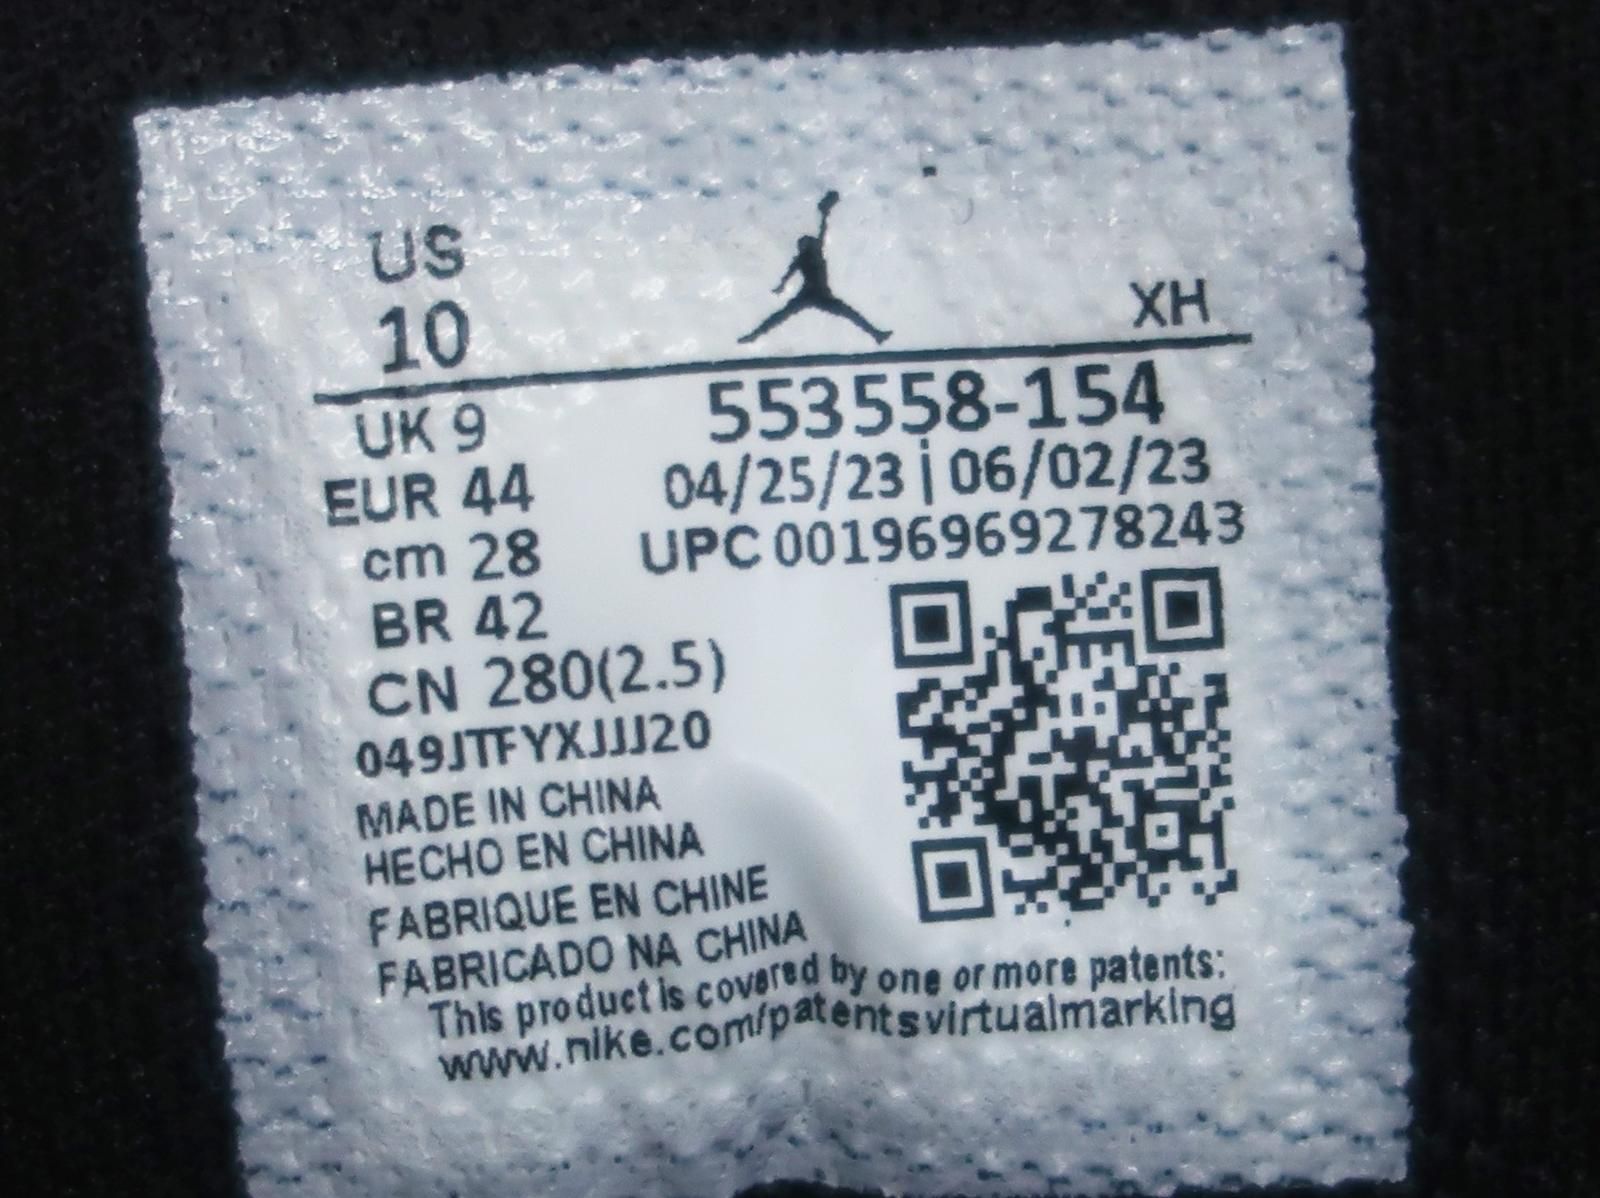 US
10
XH
UK 9
553558-154
EUR 44
04/25/23 | 06/02/23
cm 28
UPC 00196969278243
BR 42
CN 280(2.5)
049JTFYXJJJ20
MADE IN CHINA
HECHO EN CHINA
FABRIQUE EN CHINE
FABRICADO NA CHINA
This product is covered by one or more patents:
www.nike.com/patentsvirtualmarking